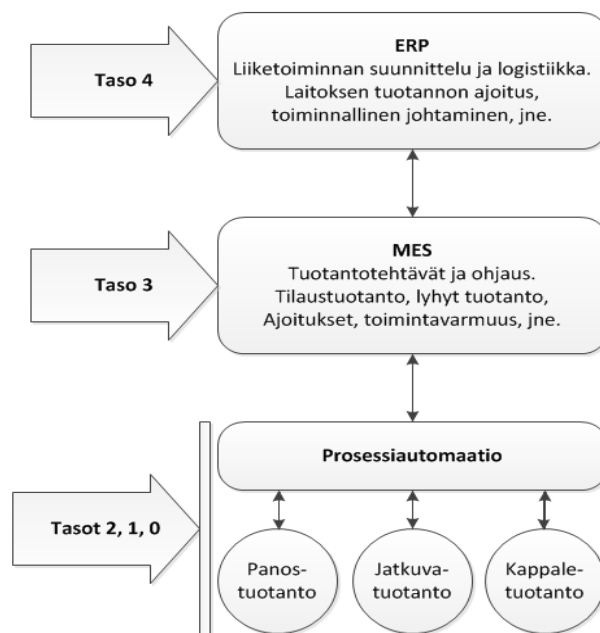 Taso 4
ERP
Liiketoiminnan suunnittelu ja logistiikka.
Laitoksen tuotannon ajoitus,
toiminnallinen johtaminen, jne.
Taso 3
MES
Tuotantotehtävät ja ohjaus.
Tilaustuotanto, lyhyt tuotanto,
Ajoitukset, toimintavarmuus, jne.
Tasot 2, 1, 0
Prosessiautomaatio
Panos-
tuotanto
Jatkuva-
tuotanto
Kappale-
tuotanto